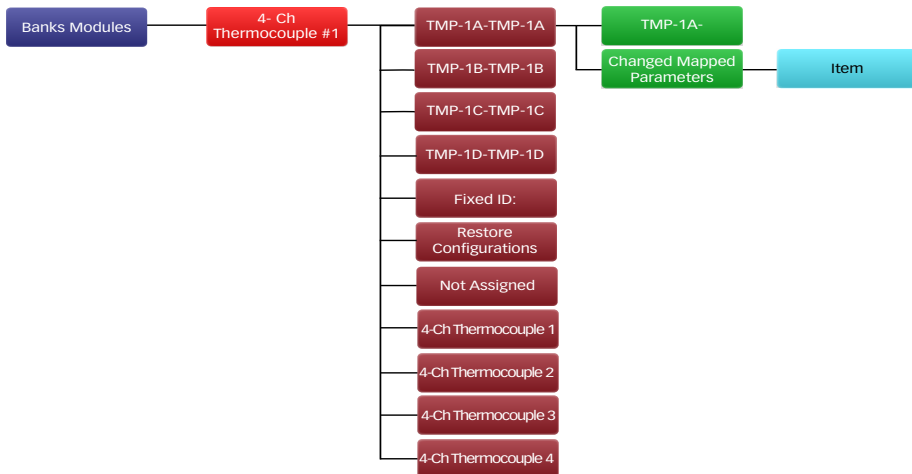 Banks Modules
4- Ch
Thermocouple #1
TMP-1A-TMP-1A
TMP-1A-
TMP-1B-TMP-1B
Changed Mapped
Parameters
Item
TMP-1C-TMP-1C
TMP-1D-TMP-1D
Fixed ID:
Restore
Configurations
Not Assigned
4-Ch Thermocouple 1
4-Ch Thermocouple 2
4-Ch Thermocouple 3
4-Ch Thermocouple 4